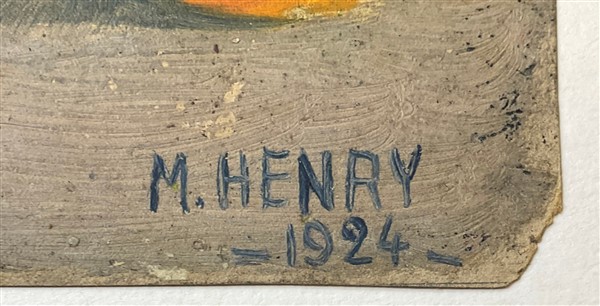 M. HENRY
- 1924 -